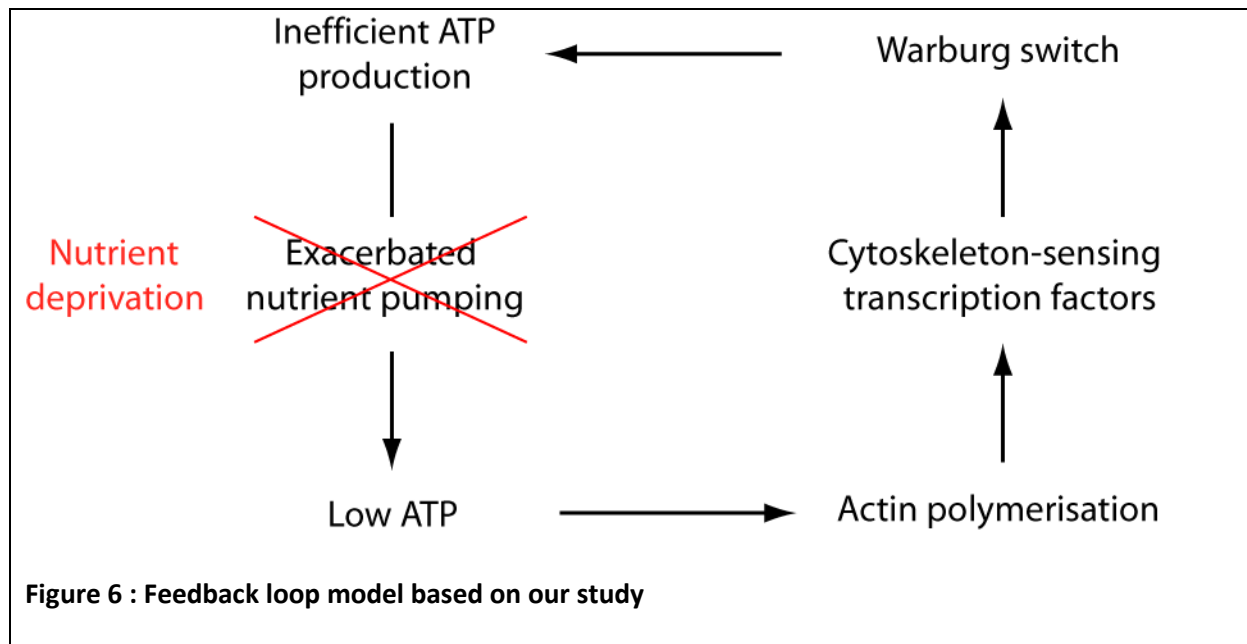 Inefficient ATP
production
Warburg switch
Nutrient
deprivation
Exacerbated
nutrient pumping
Cytoskeleton-sensing
transcription factors
Low ATP
Actin polymerisation
Figure 6 : Feedback loop model based on our study